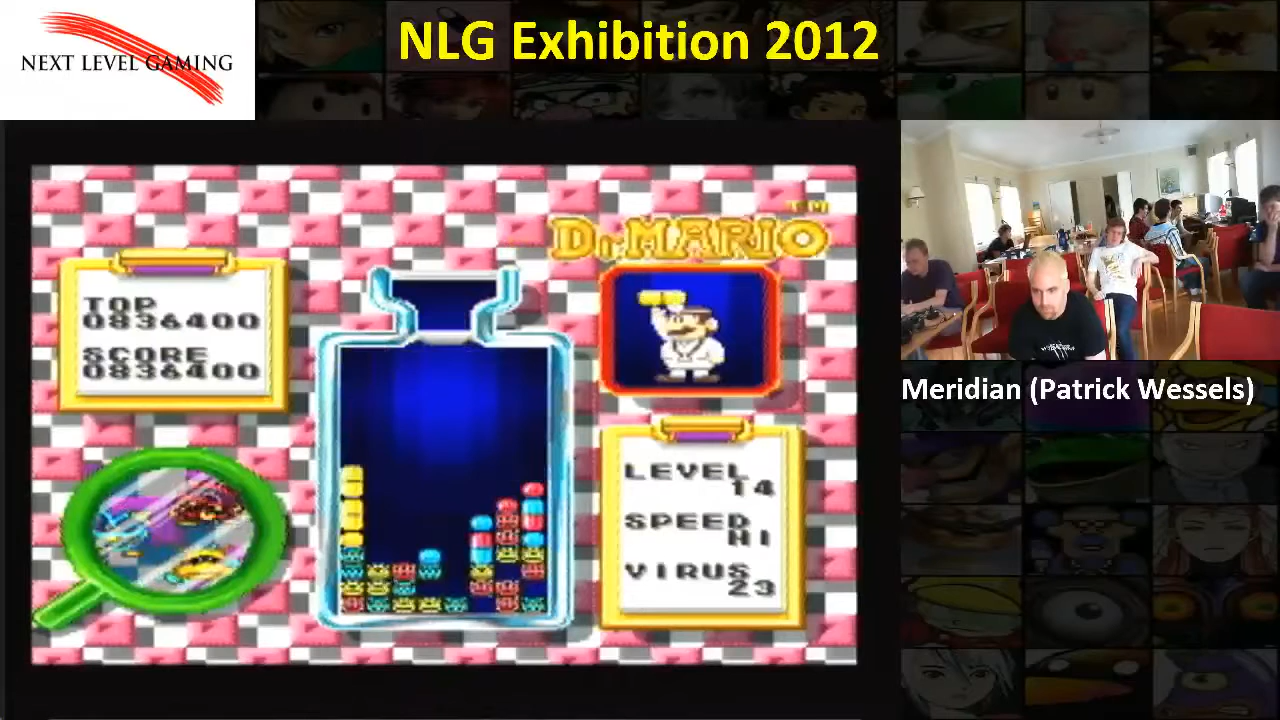 NEXT LEVEL GAMING
NLG Exhibition 2012
Dr. MARIO
TM
TOP
0836400
SCORE
0836400
LEVEL
14
SPEED
HI
VIRUS
23
Meridian (Patrick Wessels)